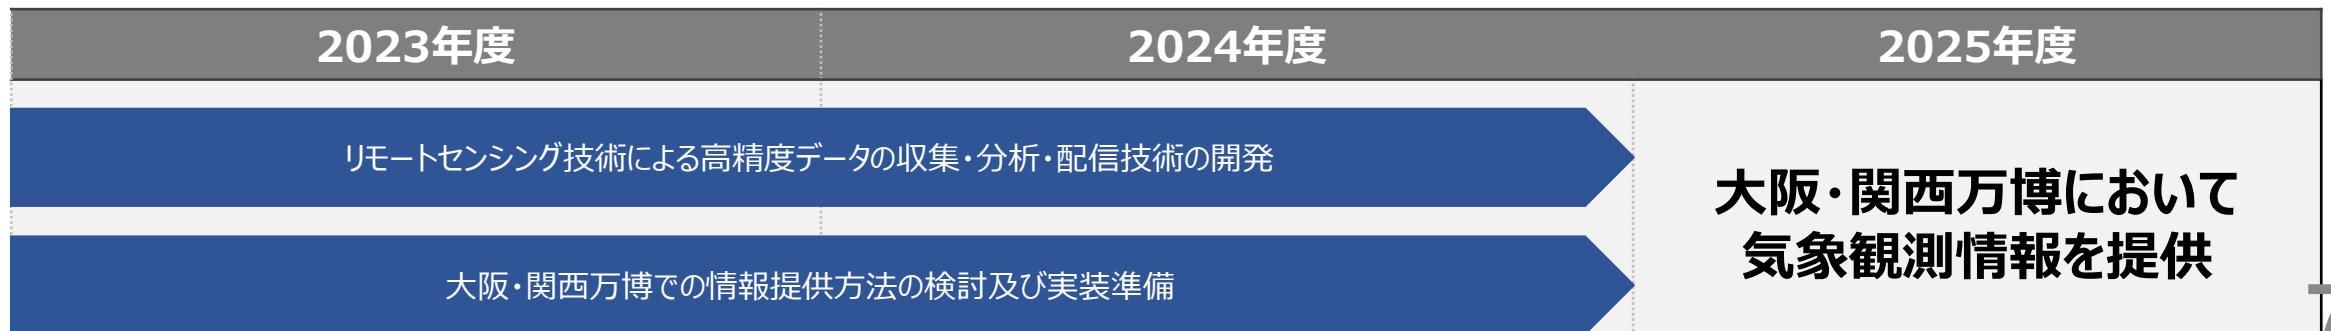 2023年度 2024年度 2025年度
リモートセンシング技術による高精度データの収集・分析・配信技術の開発
大阪・関西万博での情報提供方法の検討及び実装準備
大阪・関西万博において
気象観測情報を提供